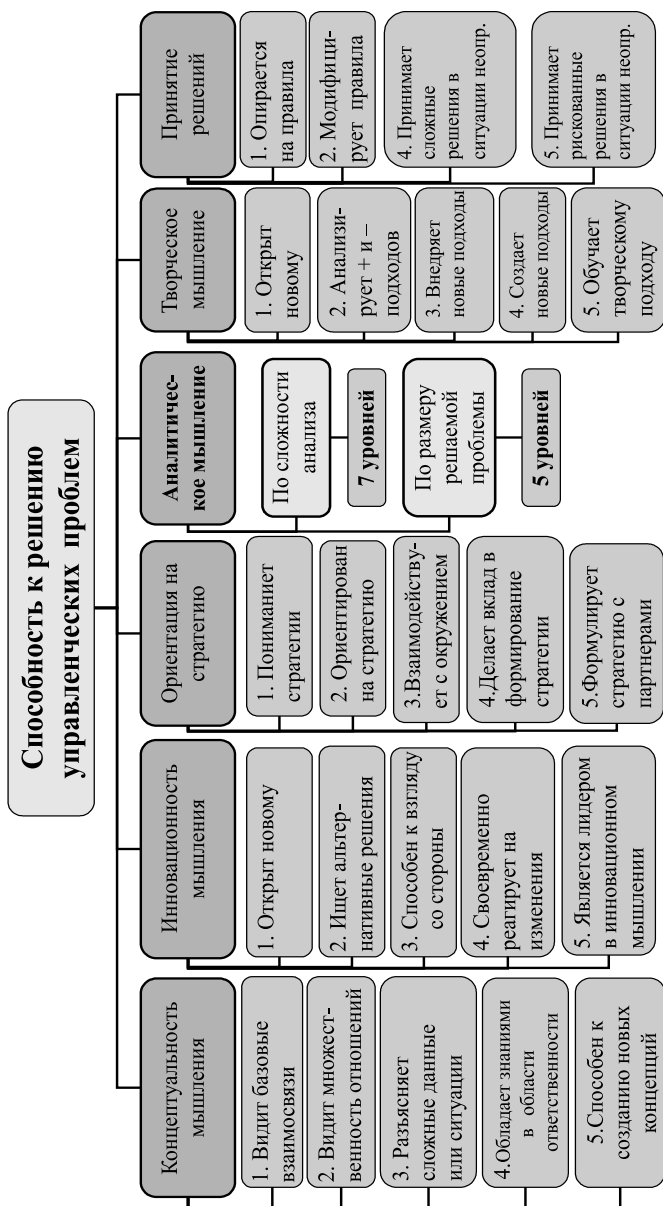 Способность к решению
управленческих проблем
Концептуальность
мышления
1. Видит базовые
взаимосвязи
2. Видит множест-
венность отношений
3. Разъясняет
сложные данные
или ситуации
4.Обладает знаниями
в области
ответственности
5.Способен к
созданию новых
концепций
Инновационность
мышления
1. Открыт новому
2. Ищет альтер-
нативные решения
3. Способен к взгляду
со стороны
4. Своевременно
реагирует на
изменения
5. Является лидером
в инновационном
мышлении
Ориентация на
стратегию
1. Пониманиет
стратегии
2. Ориентирован
на стратегию
3.Взаимодейству-
ет с окружением
4.Делает вклад в
формирование
стратегии
5.Формулирует
стратегию с
партнерами
Аналитичес-
кое мышление
По сложности
анализа
7 уровней
По размеру
решаемой
проблемы
5 уровней
Творческое
мышление
1. Открыт
новому
2. Анализи-
рует + и –
подходов
3. Внедряет
новые подходы
4. Создает
новые подходы
5. Обучает
творческому
подходу
Принятие
решений
1. Опирается
на правила
2. Модифици-
рует правила
4. Принимает
сложные
решения в
ситуации неопр.
5. Принимает
рискованные
решения в
ситуации неопр.